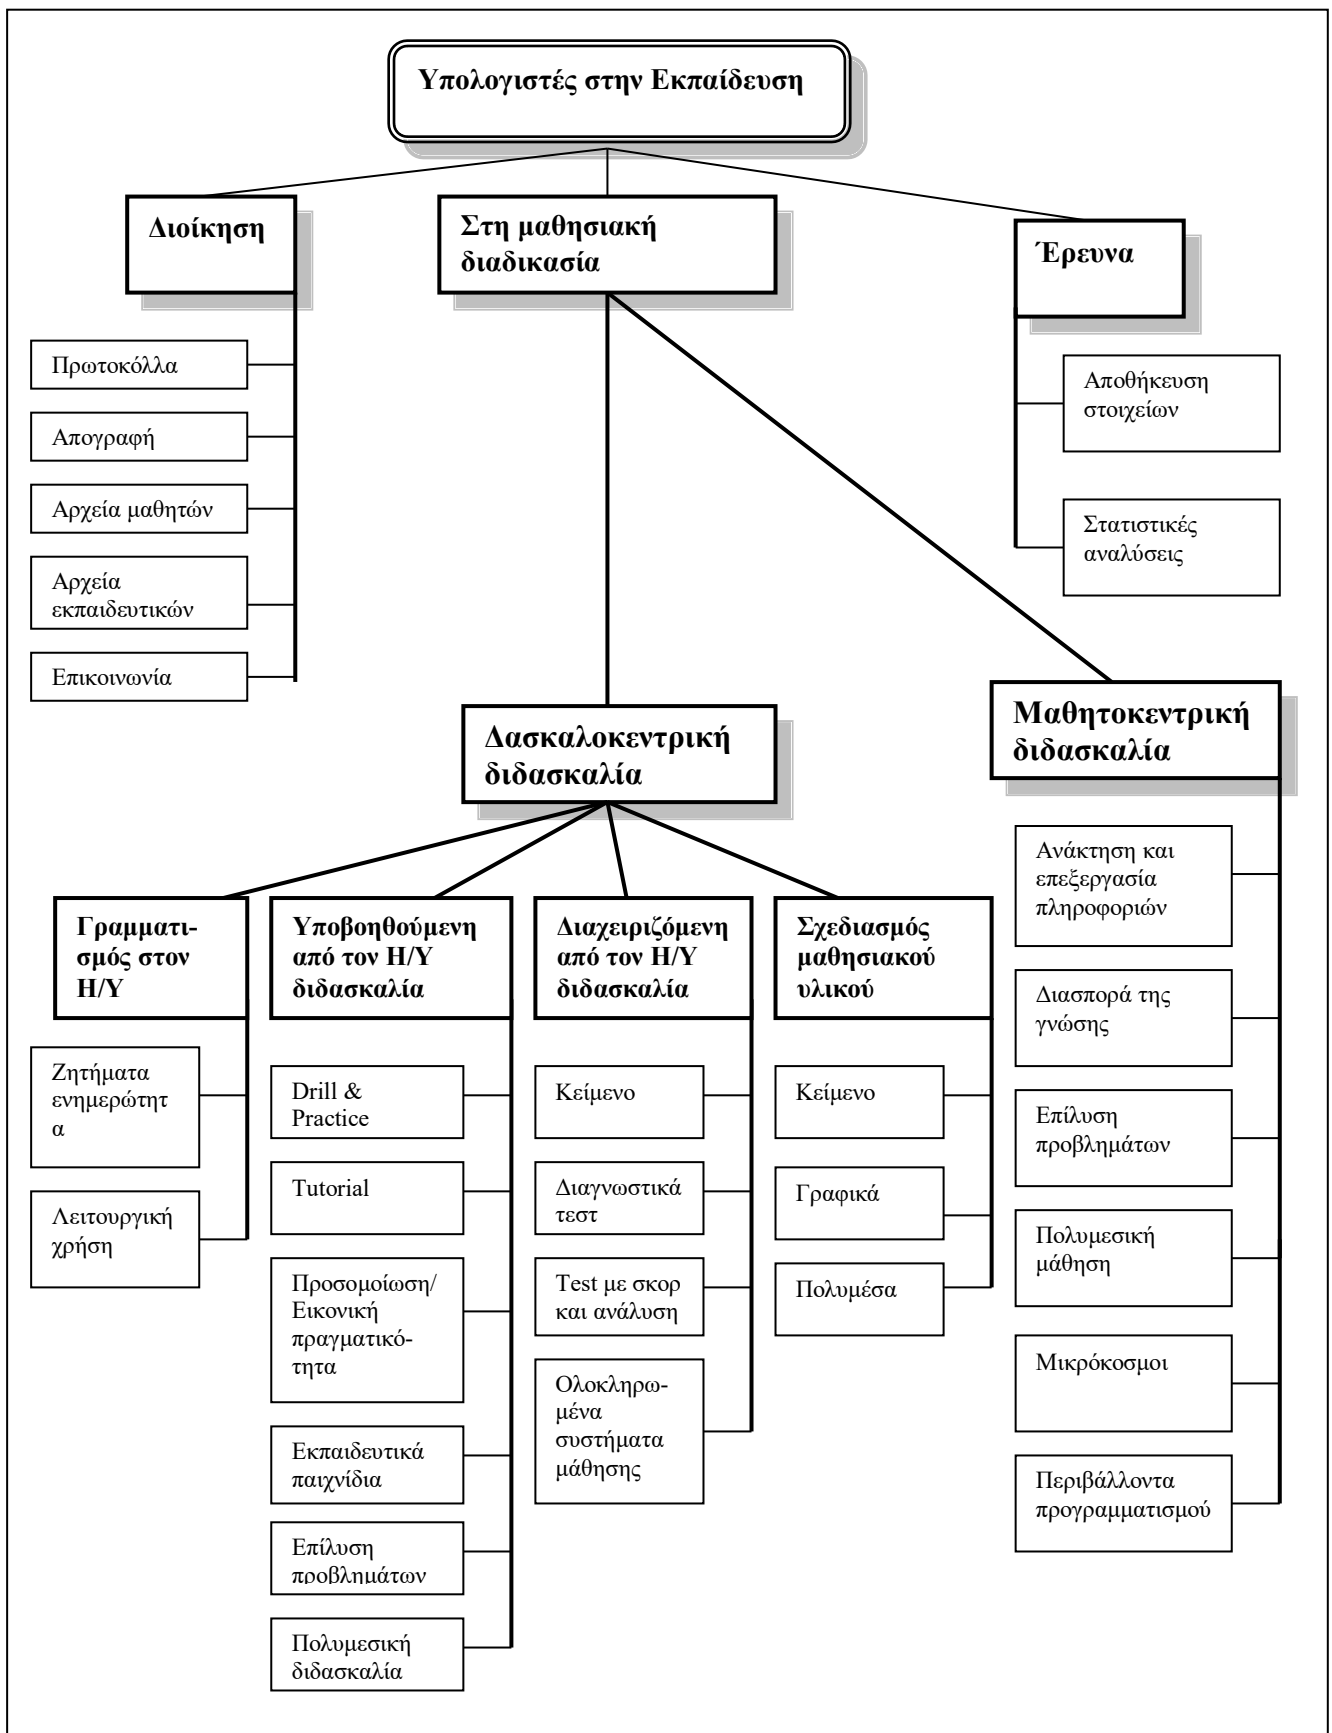 Υπολογιστές στην Εκπαίδευση
Διοίκηση
Στη μαθησιακή
διαδικασία
Έρευνα
Πρωτοκόλλα
Απογραφή
Αρχεία μαθητών
Αρχεία
εκπαιδευτικών
Επικοινωνία
Αποθήκευση
στοιχείων
Στατιστικές
αναλύσεις
Δασκαλοκεντρική
διδασκαλία
Μαθητοκεντρική
διδασκαλία
Γραμματι-
σμός στον
Η/Υ
Ζητήματα
ενημερώτητ
α
Λειτουργική
χρήση
Υποβοηθούμενη
από τον Η/Υ
διδασκαλία
Drill &
Practice
Tutorial
Προσομοίωση/
Εικονική
πραγματικό-
τητα
Εκπαιδευτικά
παιχνίδια
Επίλυση
προβλημάτων
Πολυμεσική
διδασκαλία
Διαχειριζόμενη
από τον Η/Υ
διδασκαλία
Κείμενο
Διαγνωστικά
τεστ
Test με σκορ
και ανάλυση
Ολοκληρω-
μένα
συστήματα
μάθησης
Σχεδιασμός
μαθησιακού
υλικού
Κείμενο
Γραφικά
Πολυμέσα
Ανάκτηση και
επεξεργασία
πληροφοριών
Διασπορά της
γνώσης
Επίλυση
προβλημάτων
Πολυμεσική
μάθηση
Μικρόκοσμοι
Περιβάλλοντα
προγραμματισμού